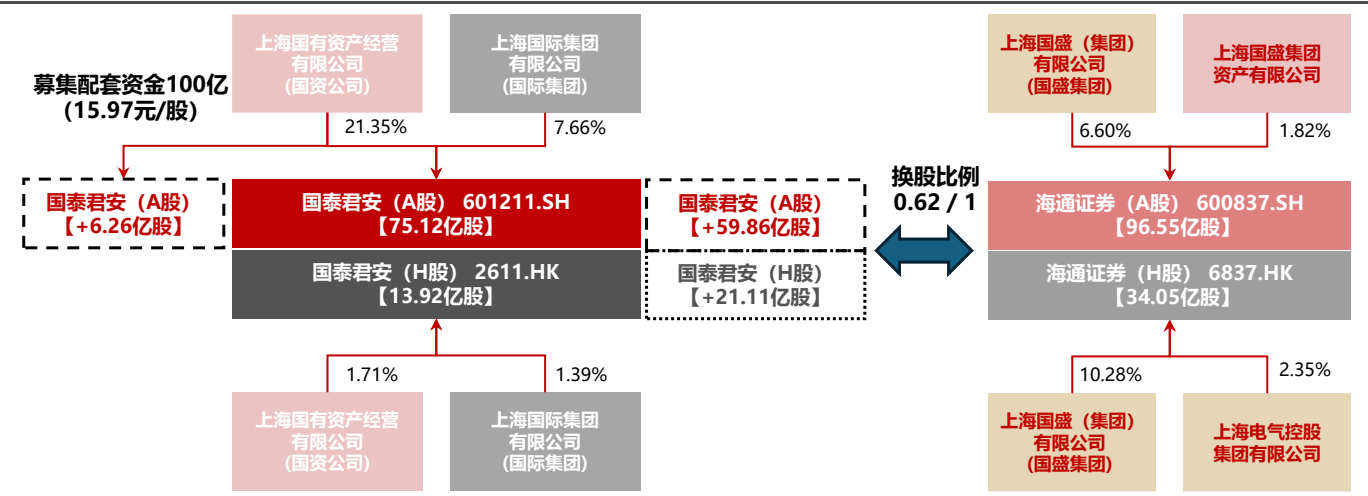 上海国有资产经营
有限公司
(国资公司)
上海国际集团
有限公司
(国际集团)
上海国盛（集团）
有限公司
(国盛集团)
上海国盛集团
资产有限公司
募集配套资金100亿
(15.97元/股)
21.35%
7.66%
6.60%
1.82%
国泰君安（A股）
【+6.26亿股】
国泰君安（A股） 601211.SH
【75.12亿股】
国泰君安（A股）
【+59.86亿股】
换股比例
0.62 / 1
海通证券（A股） 600837.SH
【96.55亿股】
国泰君安（H股） 2611.HK
【13.92亿股】
国泰君安（H股）
【+21.11亿股】
海通证券（H股） 6837.HK
【34.05亿股】
1.71%
1.39%
10.28%
2.35%
上海国有资产经营
有限公司
(国资公司)
上海国际集团
有限公司
(国际集团)
上海国盛（集团）
有限公司
(国盛集团)
上海电气控股
集团有限公司